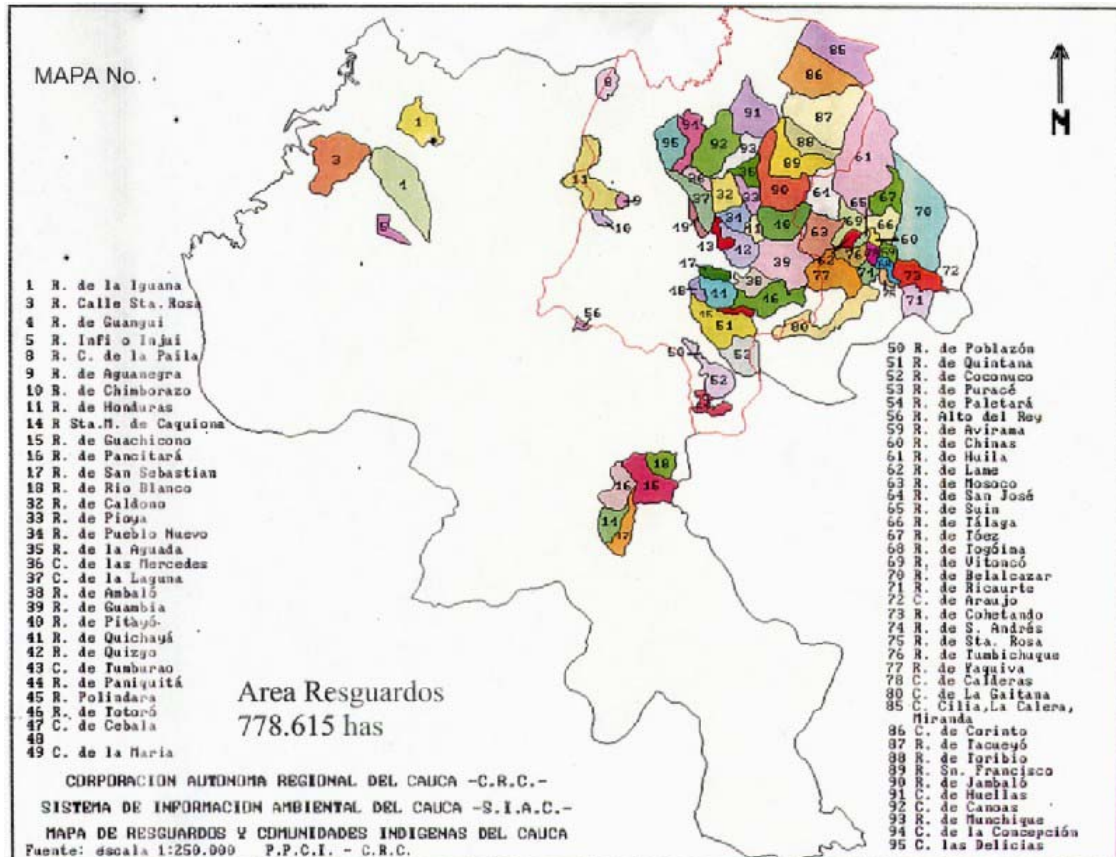 MAPA No.
N
1 R. de la Iguana
3 R. Calle Sta. Rosa
4 R. de Guangui
5 R. Infi o Injui
8 R. C. de la Paila
9 R. de Aguanegra
10 R. de Chimborazo
11 R. de Honduras
14 R Sta.M. de Caquiona
15 R. de Guachicono
16 R. de Pancitará
17 R. de San Sebastian
18 R. de Rio Blanco
32 R. de Caldono
33 R. de Pioya
34 R. de Pueblo Nuevo
35 R. de la Aguada
36 C. de las Mercedes
37 C. de la Laguna
38 R. de Ambaló
39 R. de Guambia
40 R. de Pitayó
41 R. de Quichayá
42 R. de Quizgo
43 C. de Tumburao
44 R. de Paniquitá
45 R. Polindara
46 R. de Totoró
47 C. de Cebala
48
49 C. de la Maria
50 R. de Poblazón
51 R. de Quintana
52 R. de Coconuco
53 R. de Puracé
54 R. de Paletará
56 R. Alto del Rey
59 R. de Avirama
60 R. de Chinas
61 R. de Huila
62 R. de Lame
63 R. de Mosoco
64 R. de San José
65 R. de Suin
66 R. de Tálaga
67 R. de Tóez
68 R. de Togóima
69 R. de Vitoncó
70 R. de Belalcazar
71 R. de Ricaurte
72 C. de Araujo
73 R. de Cohetando
74 R. de S. Andrés
75 R. de Sta. Rosa
76 R. de Tumbichuque
77 R. de Yaquiva
78 C. de Calderas
80 C. de La Gaitana
85 C. Cilia,La Calera,
Miranda
86 C. de Corinto
87 R. de Tacueyó
88 R. de Toribio
89 R. Sn. Francisco
90 R. de Jambaló
91 C. de Huellas
92 C. de Canoas
93 R. de Munchique
94 C. de la Concepción
95 C. las Delicias
Area Resguardos
778.615 has
CORPORACION AUTONOMA REGIONAL DEL CAUCA -C.R.C.-
SISTEMA DE INFORMACION AMBIENTAL DEL CAUCA -S.I.A.C.-
MAPA DE RESGUARDOS Y COMUNIDADES INDIGENAS DEL CAUCA
Fuente: escala 1:250.000 P.P.C.I. - C.R.C.